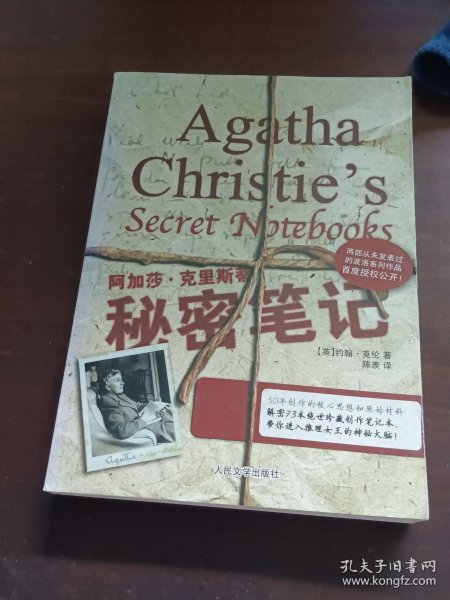 Agatha
Christie's
Secret Notebooks
两部从未发表过
的波洛系列作品
首度授权公开!
阿加莎·克里斯蒂
秘密笔记
[英]约翰·克伦 著
陈羡 译
50年创作的核心思想和原始材料
解密73本绝世珍藏创作笔记本,
带你进入推理女王的神秘大脑!
Agatha
人民文学出版社
孔夫子旧书网
www.kongfz.com